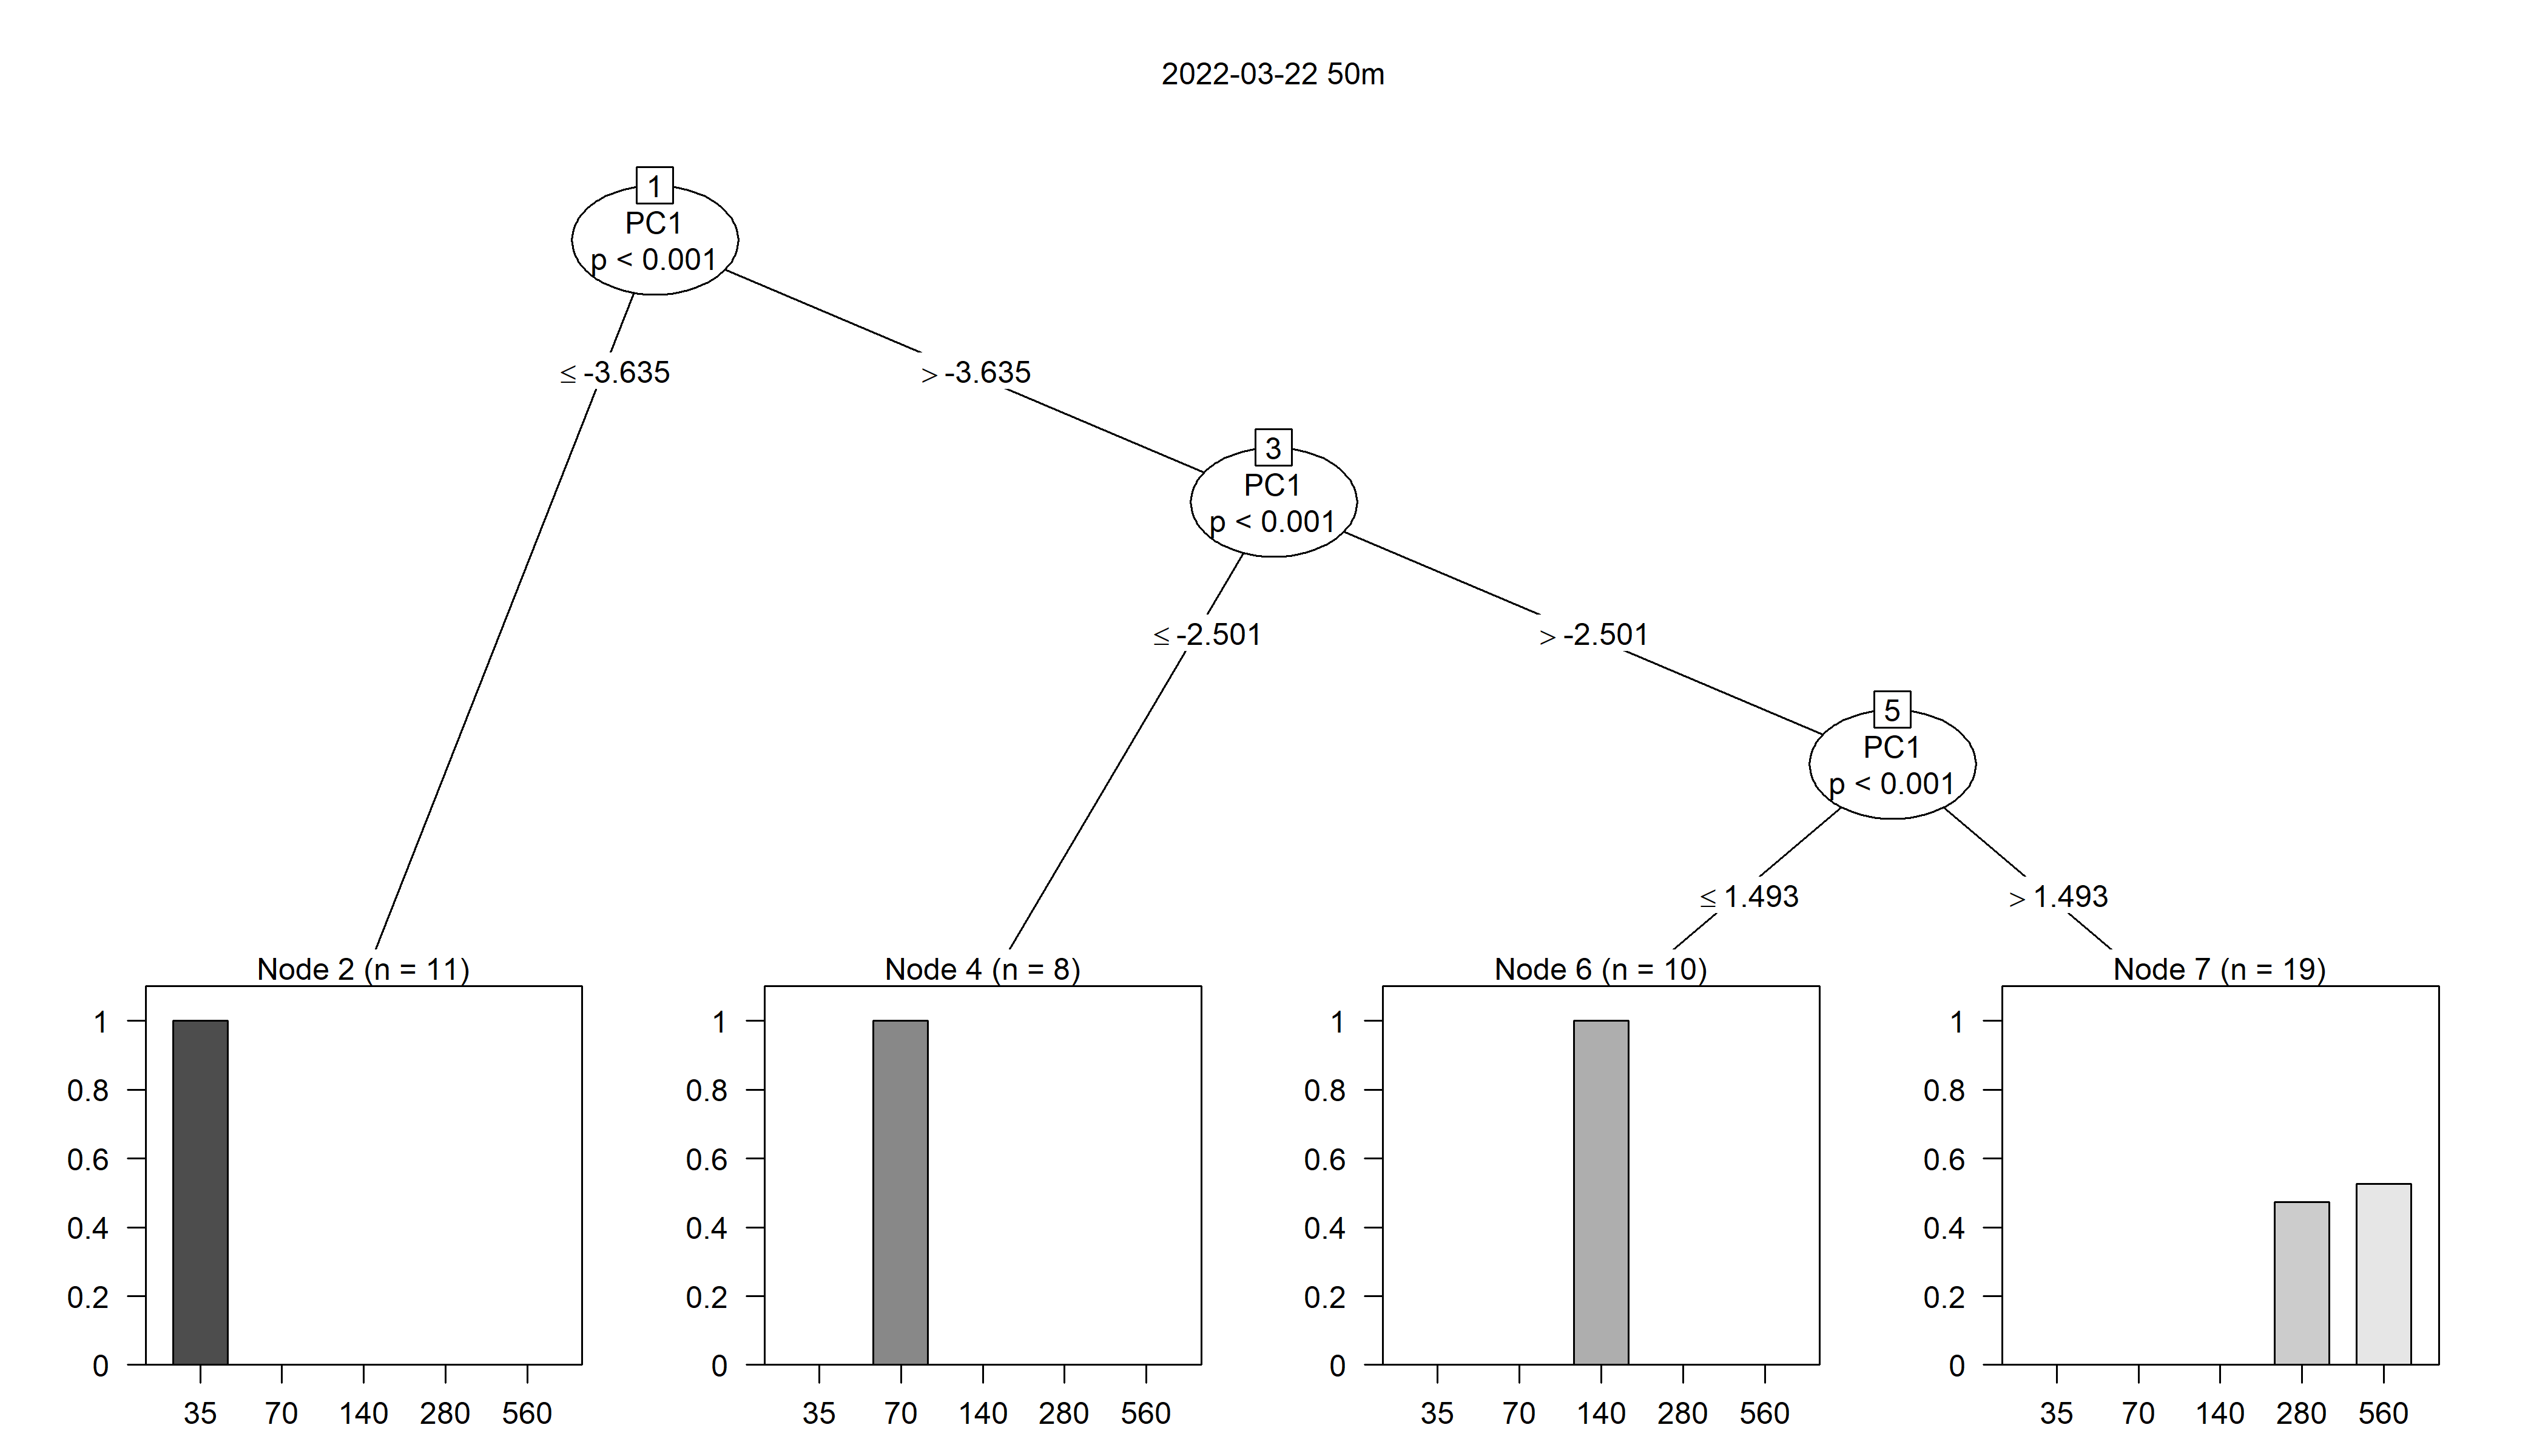 2022-03-22 50m
1
PC1
p < 0.001
≤ -3.635
> -3.635
3
PC1
p < 0.001
≤ -2.501
> -2.501
5
PC1
p < 0.001
≤ 1.493
> 1.493
Node 2 (n = 11)
1
0.8
0.6
0.4
0.2
0
35 70 140 280 560
Node 4 (n = 8)
1
0.8
0.6
0.4
0.2
0
35 70 140 280 560
Node 6 (n = 10)
1
0.8
0.6
0.4
0.2
0
35 70 140 280 560
Node 7 (n = 19)
1
0.8
0.6
0.4
0.2
0
35 70 140 280 560